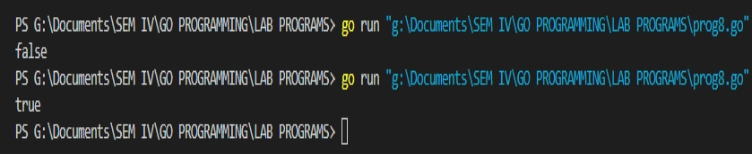 PS G:\Documents\SEM IV\GO PROGRAMMING\LAB PROGRAMS> go run "g:\Documents\SEM IV\GO PROGRAMMING\LAB PROGRAMS\prog8.go"
false
PS G:\Documents\SEM IV\GO PROGRAMMING\LAB PROGRAMS> go run "g:\Documents\SEM IV\GO PROGRAMMING\LAB PROGRAMS\prog8.go"
true
PS G:\Documents\SEM IV\GO PROGRAMMING\LAB PROGRAMS>